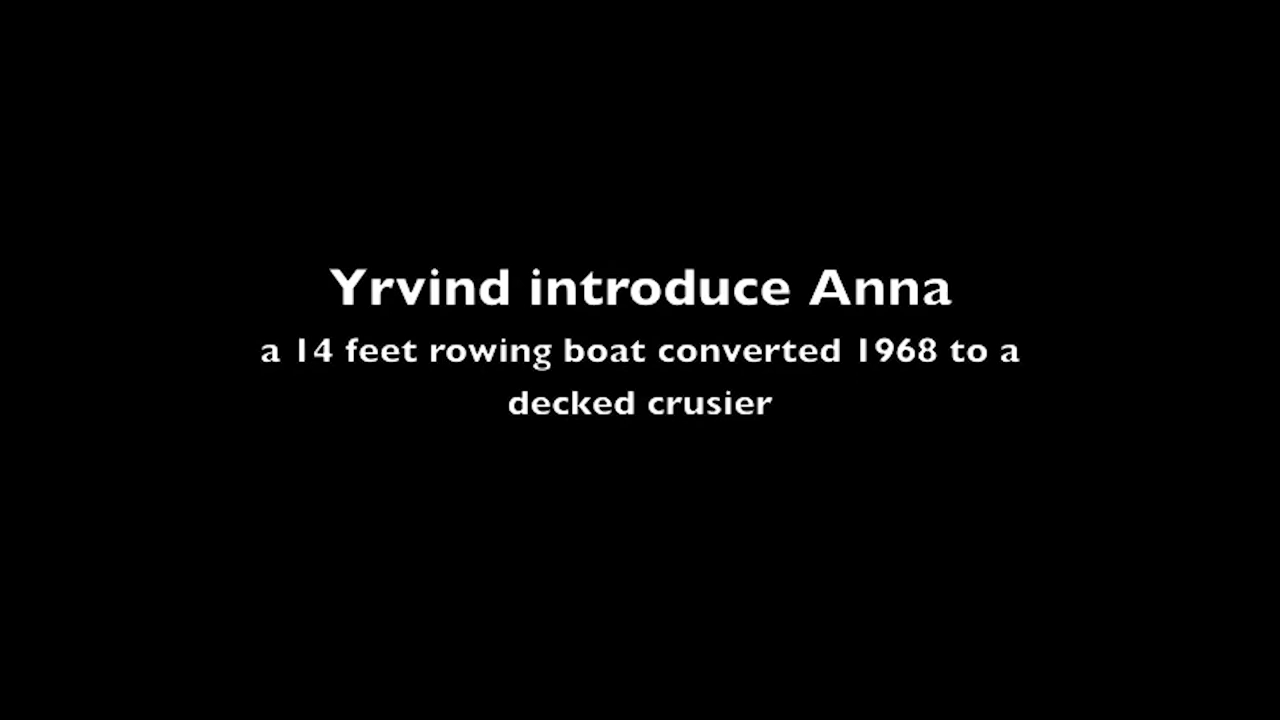 Yrvind introduce Anna
a 14 feet rowing boat converted 1968 to a
decked crusier